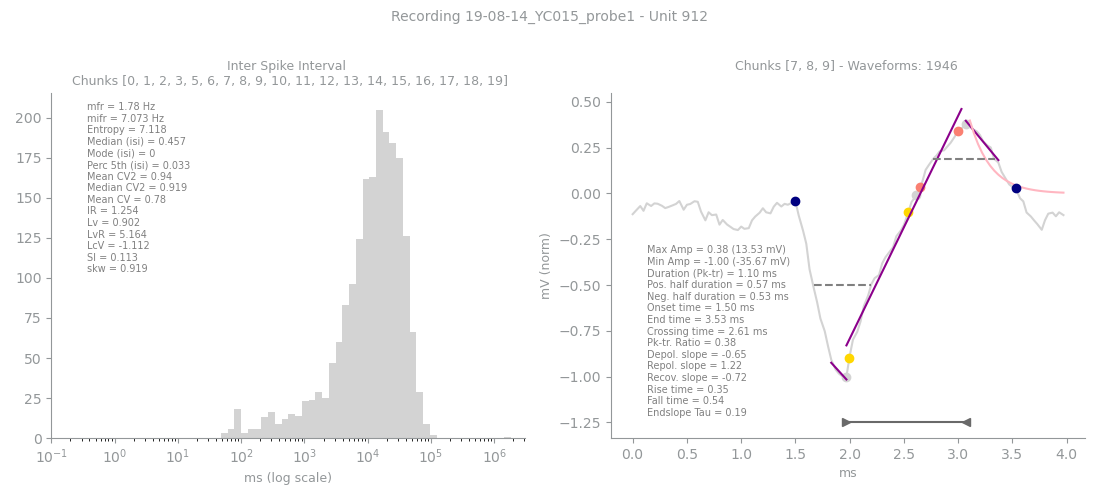 Recording 19-08-14_YC015_probe1 - Unit 912
Inter Spike Interval
Chunks [0, 1, 2, 3, 5, 6, 7, 8, 9, 10, 11, 12, 13, 14, 15, 16, 17, 18, 19]
mfr = 1.78 Hz
mifr = 7.073 Hz
Entropy = 7.118
Median (isi) = 0.457
Mode (isi) = 0
Perc 5th (isi) = 0.033
Mean CV2 = 0.94
Median CV2 = 0.919
Mean CV = 0.78
IR = 1.254
Lv = 0.902
LvR = 5.164
LcV = -1.112
SI = 0.113
skw = 0.919
200
175
150
125
100
75
50
25
0
10⁻¹ 10⁰ 10¹ 10² 10³ 10⁴ 10⁵ 10⁶
ms (log scale)
Chunks [7, 8, 9] - Waveforms: 1946
mV (norm)
0.50
0.25
0.00
−0.25
−0.50
−0.75
−1.00
−1.25
Max Amp = 0.38 (13.53 mV)
Min Amp = -1.00 (-35.67 mV)
Duration (Pk-tr) = 1.10 ms
Pos. half duration = 0.57 ms
Neg. half duration = 0.53 ms
Onset time = 1.50 ms
End time = 3.53 ms
Crossing time = 2.61 ms
Pk-tr. Ratio = 0.38
Depol. slope = -0.65
Repol. slope = 1.22
Recov. slope = -0.72
Rise time = 0.35
Fall time = 0.54
Endslope Tau = 0.19
0.0 0.5 1.0 1.5 2.0 2.5 3.0 3.5 4.0
ms